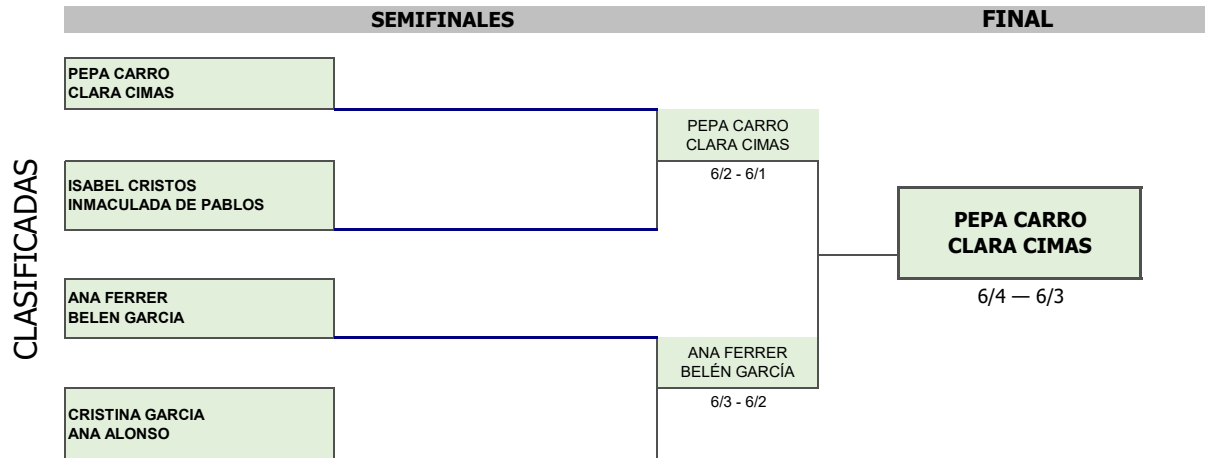 SEMIFINALES
FINAL
CLASIFICADAS
PEPA CARRO
CLARA CIMAS
ISABEL CRISTOS
INMACULADA DE PABLOS
ANA FERRER
BELEN GARCIA
CRISTINA GARCIA
ANA ALONSO
PEPA CARRO
CLARA CIMAS
6/2 - 6/1
ANA FERRER
BELÉN GARCÍA
6/3 - 6/2
PEPA CARRO
CLARA CIMAS
6/4 — 6/3